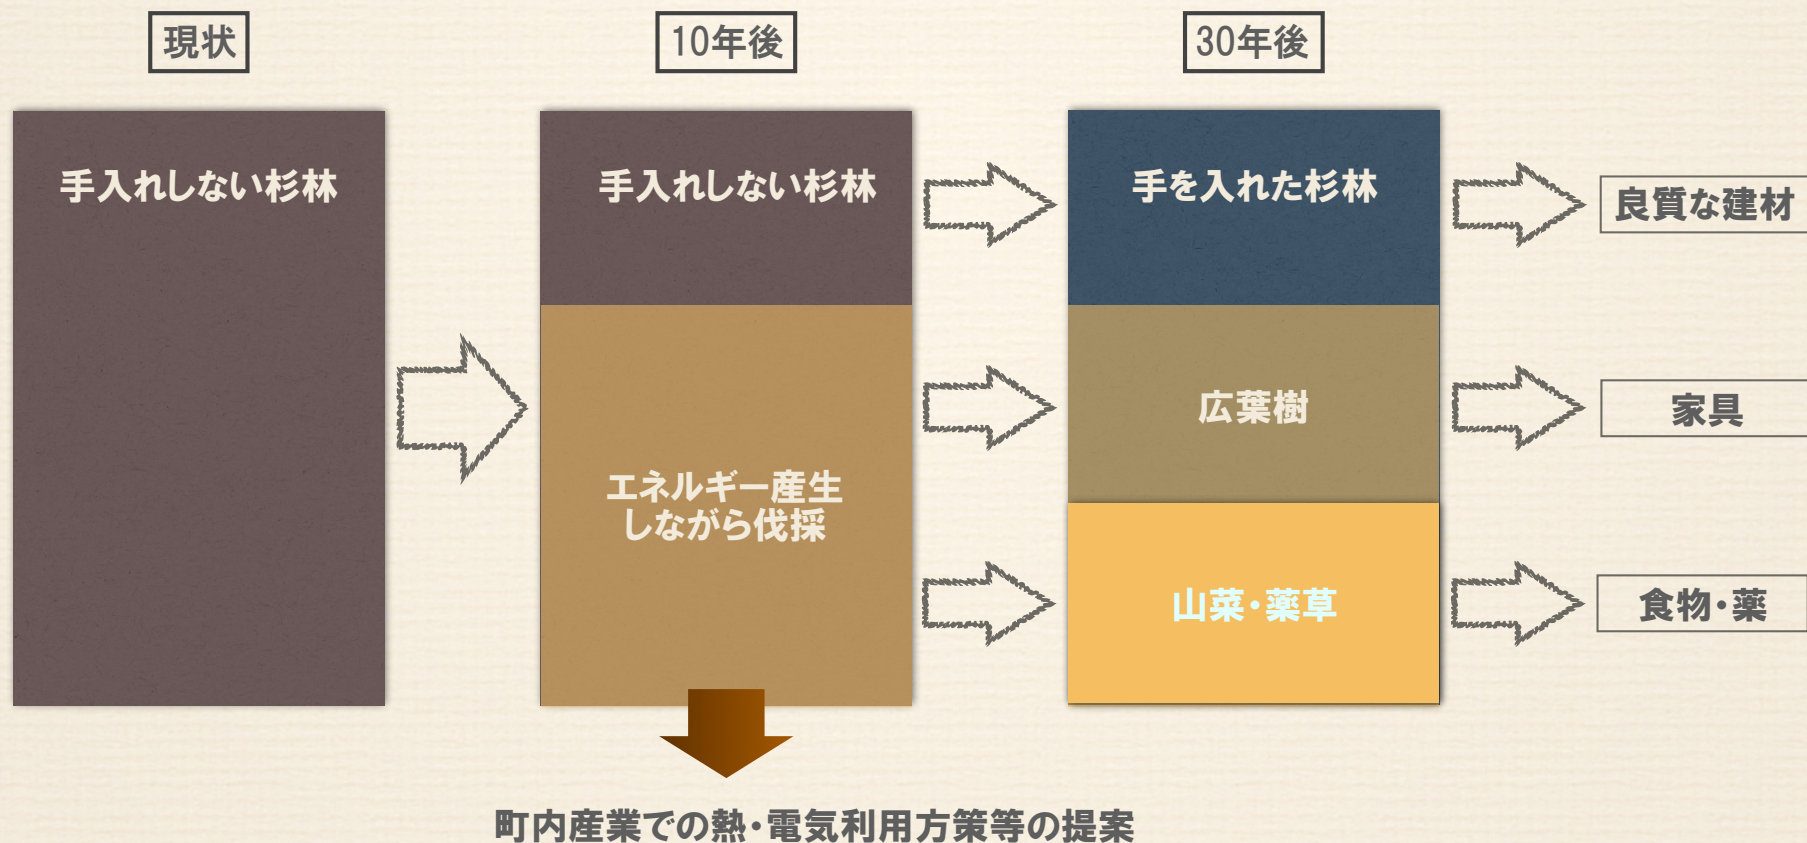 現状
10年後
30年後
手入れしない杉林
手入れしない杉林
手を入れた杉林
良質な建材
広葉樹
家具
エネルギー産生
しながら伐採
山菜・薬草
食物・薬
町内産業での熱・電気利用方策等の提案